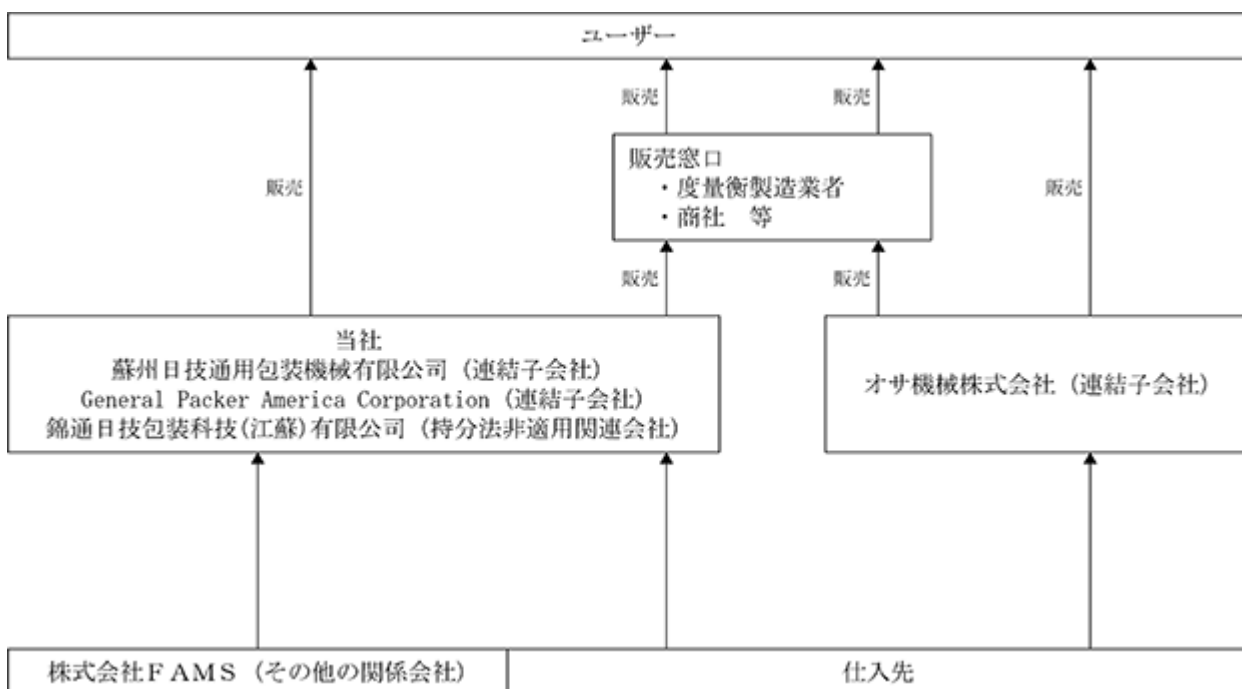 ユーザー
販売
販売
販売窓口
・度量衡製造業者
・商社　等
販売
販売
販売
販売
当社
蘇州日技通用包装機械有限公司（連結子会社）
General Packer America Corporation（連結子会社）
錦通日技包装科技(江蘇)有限公司（持分法非適用関連会社）
オサ機械株式会社（連結子会社）
株式会社ＦＡＭＳ（その他の関係会社）
仕入先